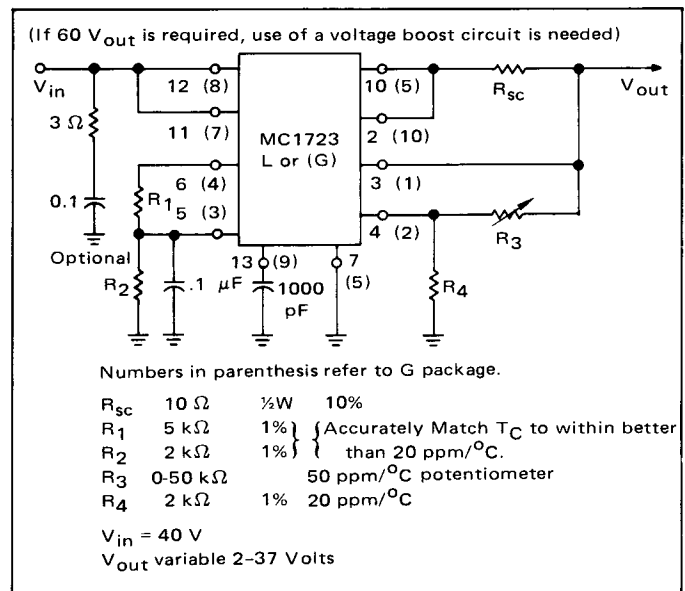 (If 60 Vout is required, use of a voltage boost circuit is needed)
Vin
12 (8)
10 (5)
Rsc
Vout
3 Ω
11 (7)
2 (10)
MC1723
L or (G)
6 (4)
3 (1)
0.1
R1
5 (3)
4 (2)
R3
Optional
13 (9)
7
(5)
R2
.1 µF
1000
pF
R4
Numbers in parenthesis refer to G package.
Rsc 10 Ω ½W 10%
R1 5 kΩ 1% } { Accurately Match TC to within better
R2 2 kΩ 1% } { than 20 ppm/°C.
R3 0-50 kΩ 50 ppm/°C potentiometer
R4 2 kΩ 1% 20 ppm/°C
Vin = 40 V
Vout variable 2–37 Volts